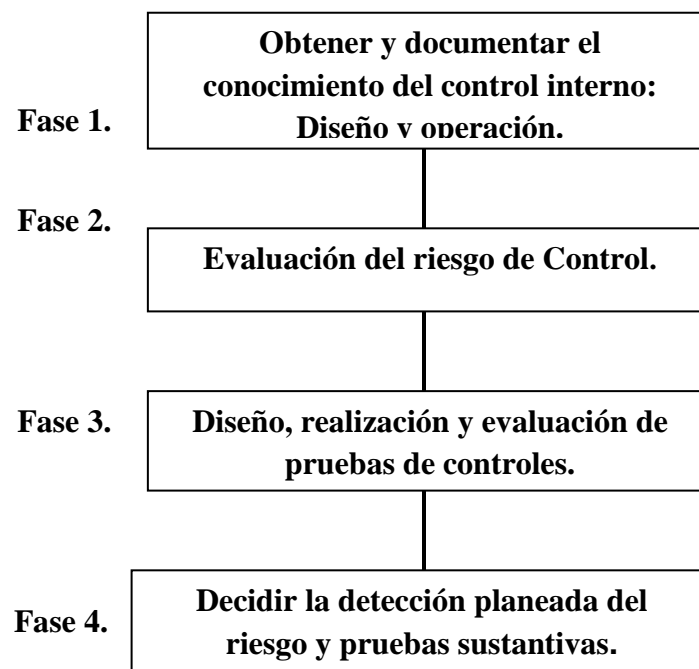 Obtener y documentar el
conocimiento del control interno:
Fase 1.
Diseño y operación.
Fase 2.
Evaluación del riesgo de Control.
Fase 3.
Diseño, realización y evaluación de
pruebas de controles.
Fase 4.
Decidir la detección planeada del
riesgo y pruebas sustantivas.